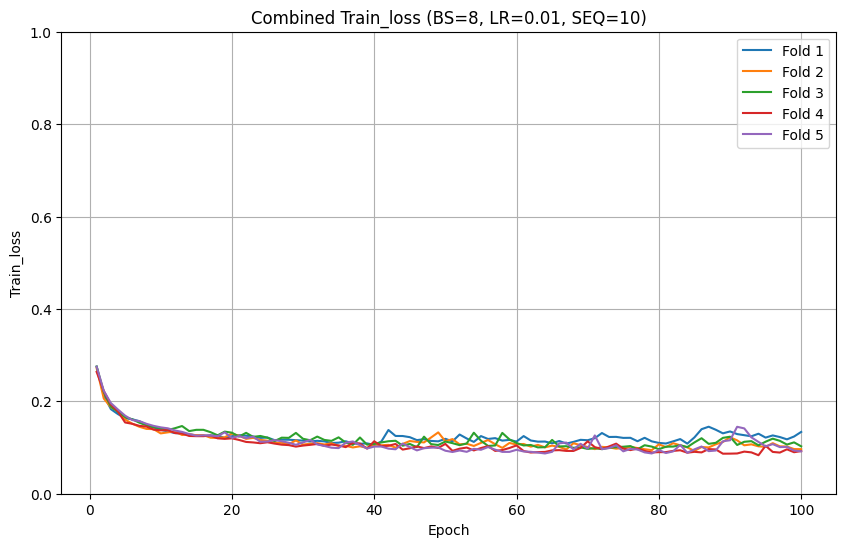 Combined Train_loss (BS=8, LR=0.01, SEQ=10)
1.0
0.8
0.6
0.4
0.2
0.0
Train_loss
0
20
40
60
80
100
Epoch
Fold 1
Fold 2
Fold 3
Fold 4
Fold 5